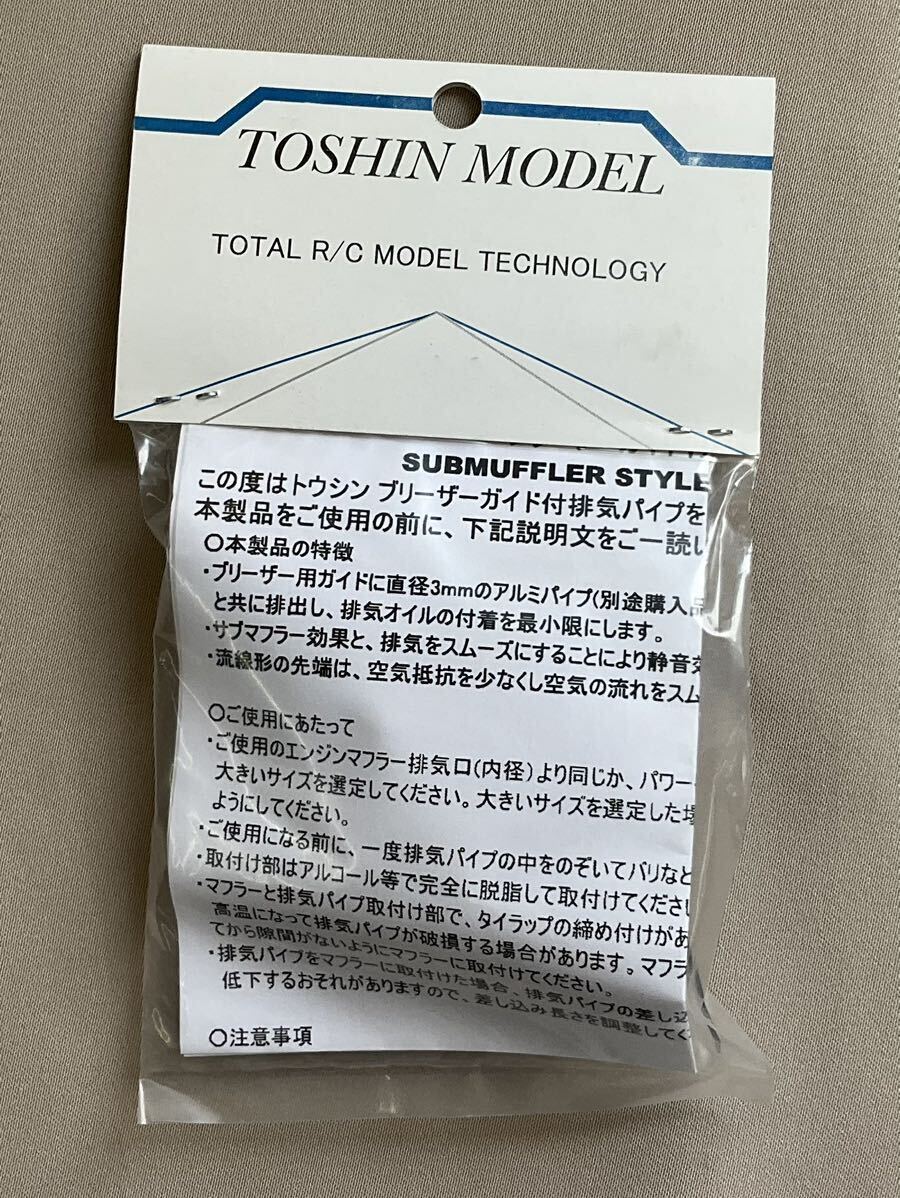 TOSHIN MODEL
TOTAL R/C MODEL TECHNOLOGY
SUBMUFFLER STYLE
この度はトウシン ブリーザーガイド付排気パイプを
本製品をご使用の前に、下記説明文をご一読
○本製品の特徴
・ブリーザー用ガイドに直径3mmのアルミパイプ(別途購入品
と共に排出し、排気オイルの付着を最小限にします。
・サブマフラー効果と、排気をスムーズにすることにより静音
・流線形の先端は、空気抵抗を少なくし空気の流れをスム
○ご使用にあたって
・ご使用のエンジンマフラー排気口(内径)より同じか、パワー
大きいサイズを選定してください。大きいサイズを選定した場
ようにしてください。
・ご使用になる前に、一度排気パイプの中をのぞいてバリなど
・取付け部はアルコール等で完全に脱脂して取付けてくださ
・マフラーと排気パイプ取付け部で、タイラップの締め付けがあ
高温になって排気パイプが破損する場合があります。マフラ
てから隙間がないようにマフラーに取付けてください。
・排気パイプをマフラーに取付けた場合、排気パイプの差し込
低下するおそれがありますので、差し込み長さを調整してく
○注意事項